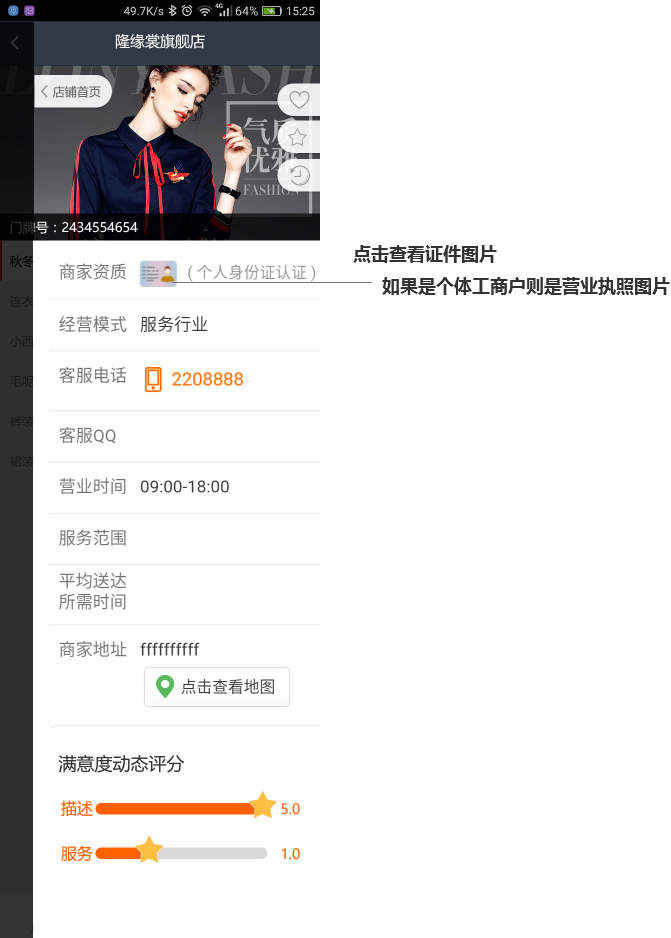 49.7K/s 4G 64% 15:25
隆缘裳旗舰店
店铺首页
气质
优雅
FASHION
门牌号：2434554654
秋冬
商家资质 （个人身份证认证）
点击查看证件图片
如果是个体工商户则是营业执照图片
连衣
经营模式 服务行业
小西
客服电话 2208888
毛呢
裤装
客服QQ
裙装
营业时间 09:00-18:00
服务范围
平均送达
所需时间
商家地址 ffffffffff
点击查看地图
满意度动态评分
描述 5.0
服务 1.0